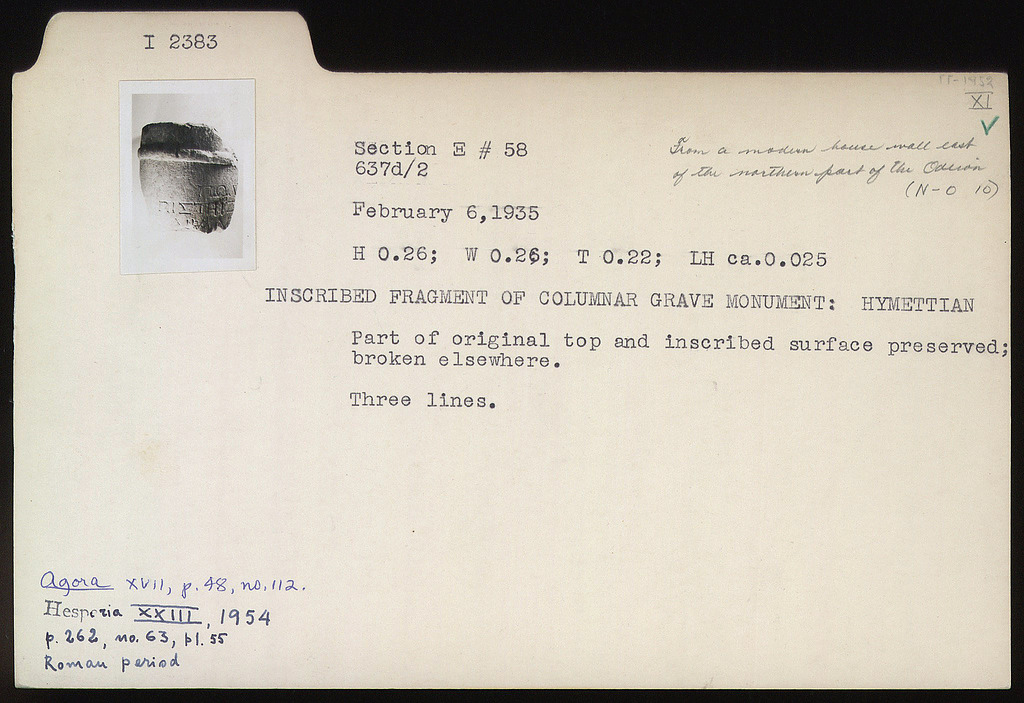 I 2383
XI
Section E # 58
637d/2
From a modern house wall east
of the northern part of the Odeion
(N-O 10)
February 6,1935
H 0.26; W 0.26; T 0.22; LH ca.0.025
INSCRIBED FRAGMENT OF COLUMNAR GRAVE MONUMENT: HYMETTIAN
Part of original top and inscribed surface preserved;
broken elsewhere.
Three lines.
Agora XVII, p.48, no.112.
Hesperia XXIII, 1954
p. 262, no. 63, pl. 55
Roman period